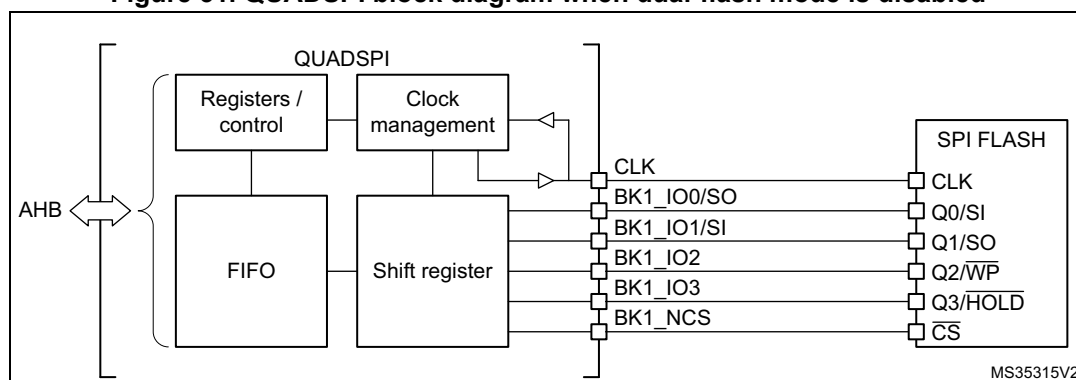 Figure 61. QUADSPI block diagram when dual-flash mode is disabled
QUADSPI
Registers /
control
Clock
management
AHB
FIFO
Shift register
CLK
BK1_IO0/SO
BK1_IO1/SI
BK1_IO2
BK1_IO3
BK1_NCS
SPI FLASH
CLK
Q0/SI
Q1/SO
Q2/WP
Q3/HOLD
CS
MS35315V2